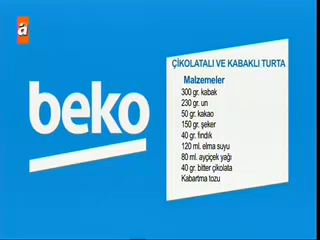 a
beko
ÇİKOLATALI VE KABAKLI TURTA
Malzemeler
300 gr. kabak
230 gr. un
50 gr. kakao
150 gr. şeker
40 gr. fındık
120 ml. elma suyu
80 ml. ayçiçek yağı
40 gr. bitter çikolata
Kabartma tozu